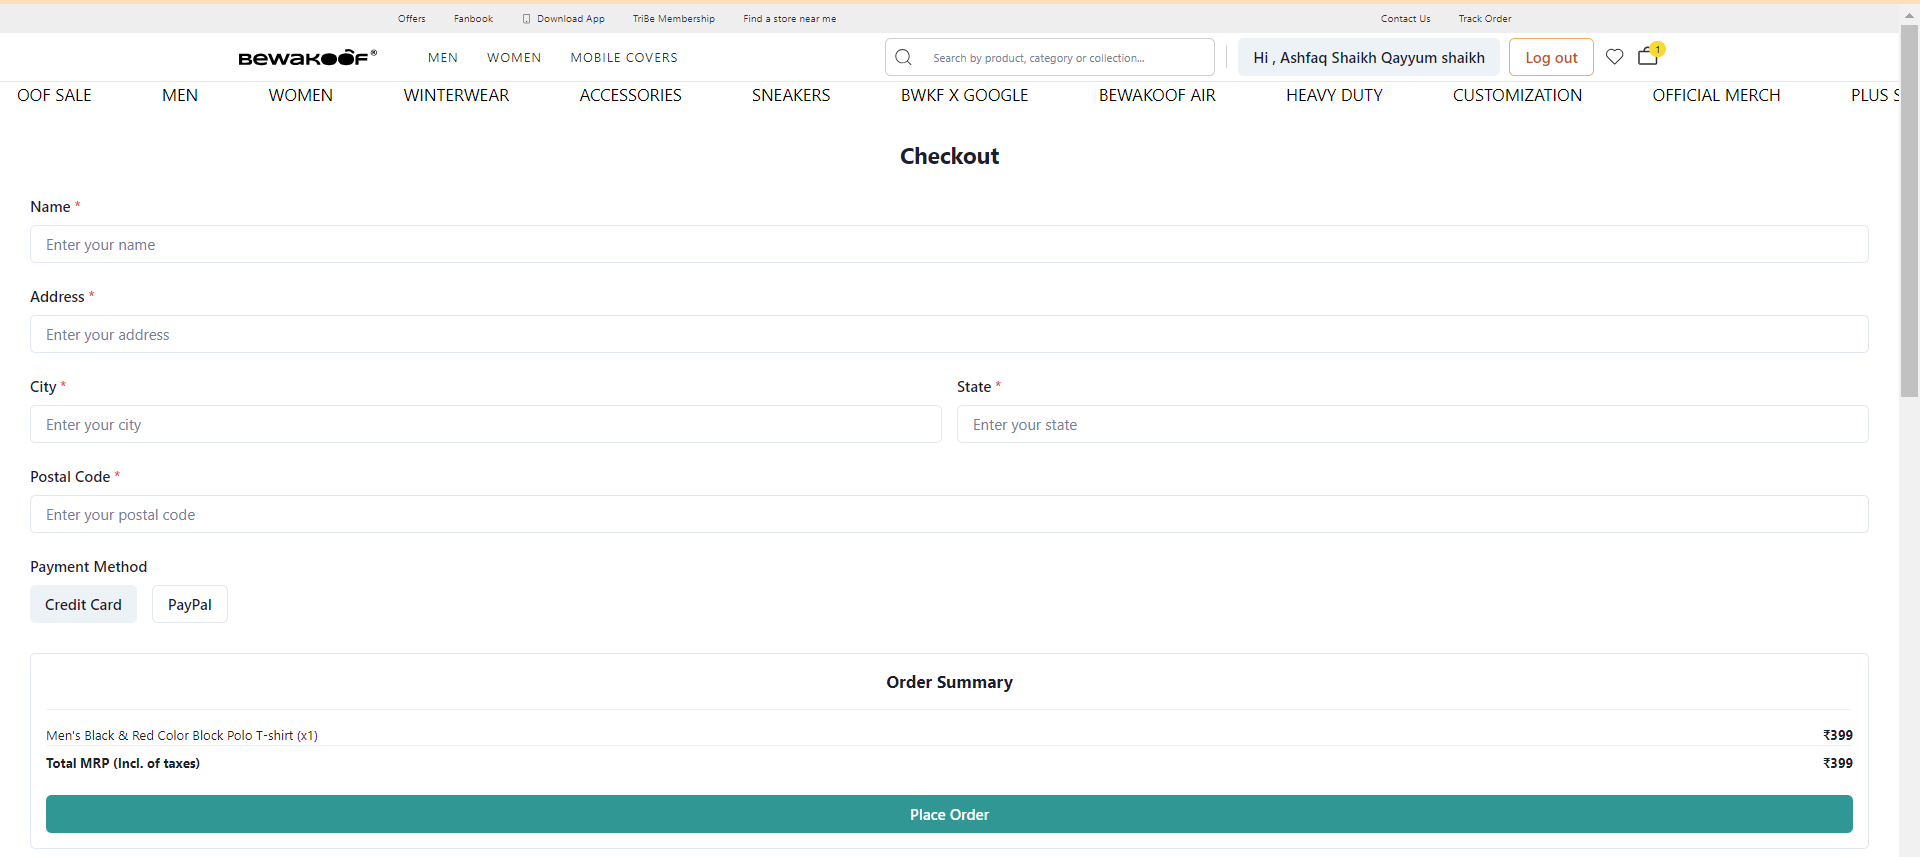 Offers Fanbook Download App TriBe Membership Find a store near me Contact Us Track Order
BEWAKOOF® MEN WOMEN MOBILE COVERS Search by product, category or collection... Hi , Ashfaq Shaikh Qayyum shaikh Log out 1
OOF SALE MEN WOMEN WINTERWEAR ACCESSORIES SNEAKERS BWKF X GOOGLE BEWAKOOF AIR HEAVY DUTY CUSTOMIZATION OFFICIAL MERCH PLUS S
Checkout
Name *
Enter your name
Address *
Enter your address
City * State *
Enter your city Enter your state
Postal Code *
Enter your postal code
Payment Method
Credit Card PayPal
Order Summary
Men's Black & Red Color Block Polo T-shirt (x1) ₹399
Total MRP (Incl. of taxes) ₹399
Place Order